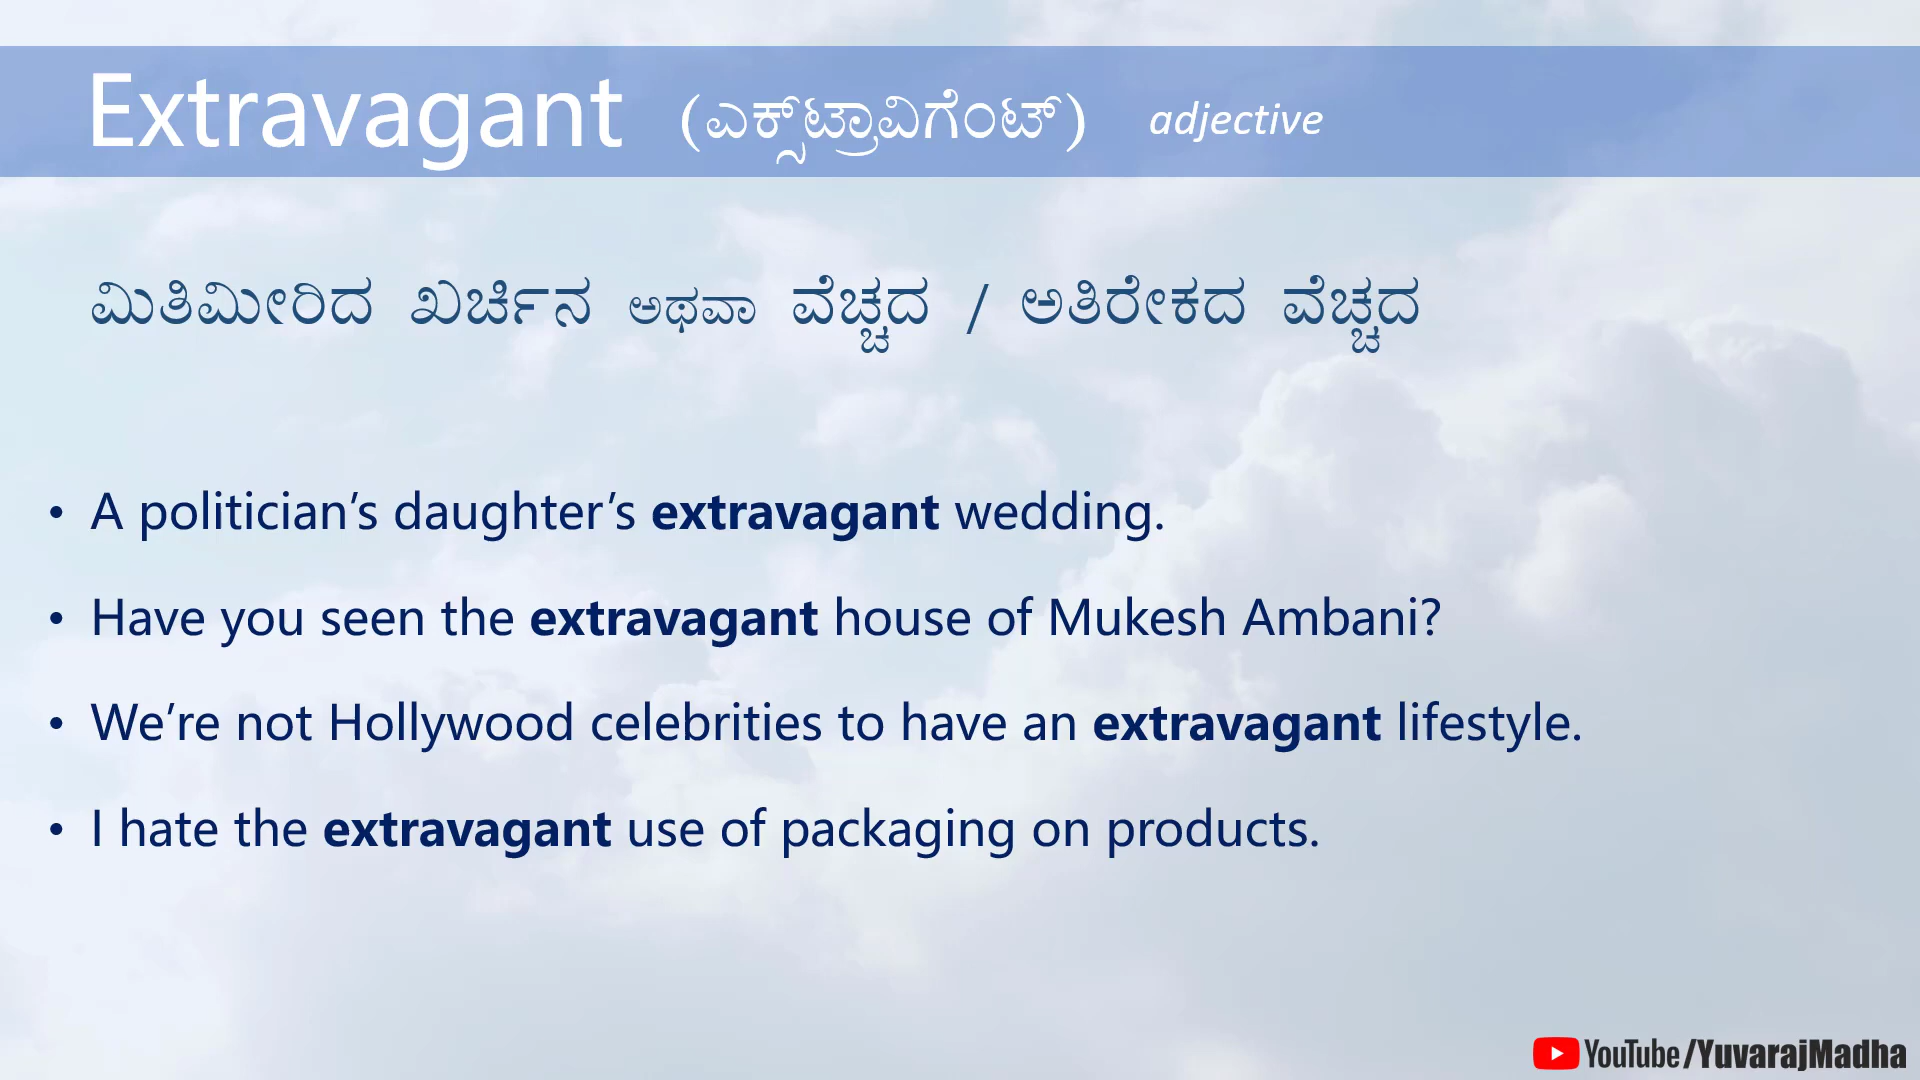 Extravagant (ಎಕ್ಸ್‌ಟ್ರಾವಿಗೆಂಟ್) adjective
ಮಿತಿಮೀರಿದ ಖರ್ಚಿನ ಅಥವಾ ವೆಚ್ಚದ / ಅತಿರೇಕದ ವೆಚ್ಚದ
• A politician’s daughter’s extravagant wedding.
• Have you seen the extravagant house of Mukesh Ambani?
• We’re not Hollywood celebrities to have an extravagant lifestyle.
• I hate the extravagant use of packaging on products.
YouTube/YuvarajMadha